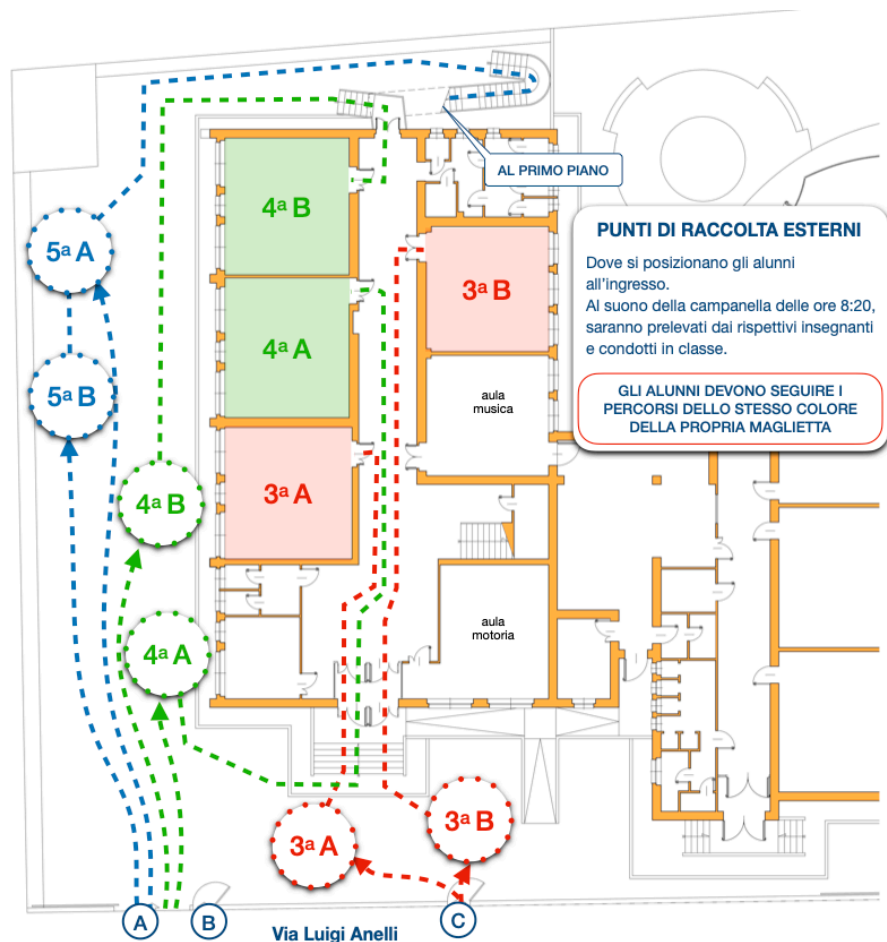 AL PRIMO PIANO
4ª B
5ª A
PUNTI DI RACCOLTA ESTERNI
Dove si posizionano gli alunni
all’ingresso.
Al suono della campanella delle ore 8:20,
saranno prelevati dai rispettivi insegnanti
e condotti in classe.
GLI ALUNNI DEVONO SEGUIRE I
PERCORSI DELLO STESSO COLORE
DELLA PROPRIA MAGLIETTA
3ª B
4ª A
5ª B
aula
musica
3ª A
4ª B
aula
motoria
4ª A
3ª A
3ª B
A
B
C
Via Luigi Anelli